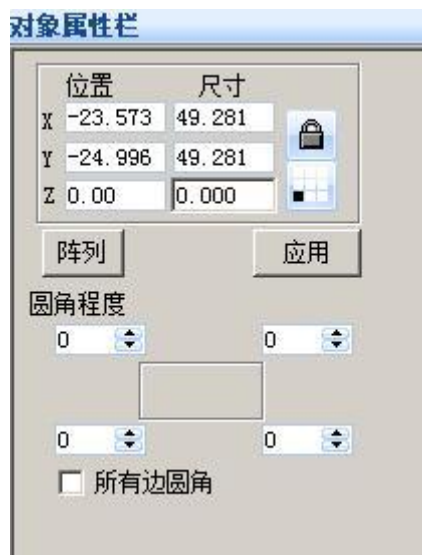 对象属性栏
位置 尺寸
X -23.573 49.281
Y -24.996 49.281
Z 0.00 0.000
阵列 应用
圆角程度
0 0
0 0
所有边圆角